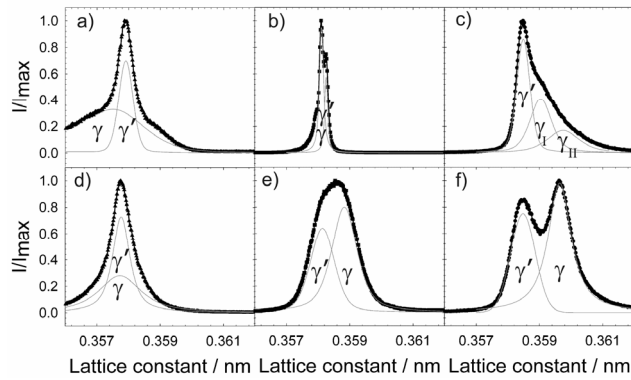 a) b) c)
I/Imax
1.0
0.8
0.6
0.4
0.2
0.0
γ γ'
γ'
γ
γ'
γI
γII
d) e) f)
I/Imax
1.0
0.8
0.6
0.4
0.2
0.0
γ'
γ
γ' γ
γ' γ
0.357 0.359 0.361 0.357 0.359 0.361 0.357 0.359 0.361
Lattice constant / nm Lattice constant / nm Lattice constant / nm